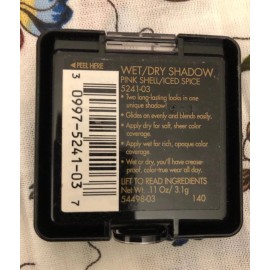 ◄ PEEL HERE
WET/DRY SHADOW
PINK SHELL/ICED SPICE
5241-03
• Two long-lasting looks in one
unique shadow!
• Glides on evenly and blends easily.
• Apply dry for soft, sheer color
coverage.
• Apply wet for rich, opaque color
coverage.
• Wet or dry, you'll have crease-
proof, color-true wear all day.
LIFT TO READ INGREDIENTS
Net Wt. .11 Oz/ 3.1g
54498-03 140
3 0997-5241-03 7